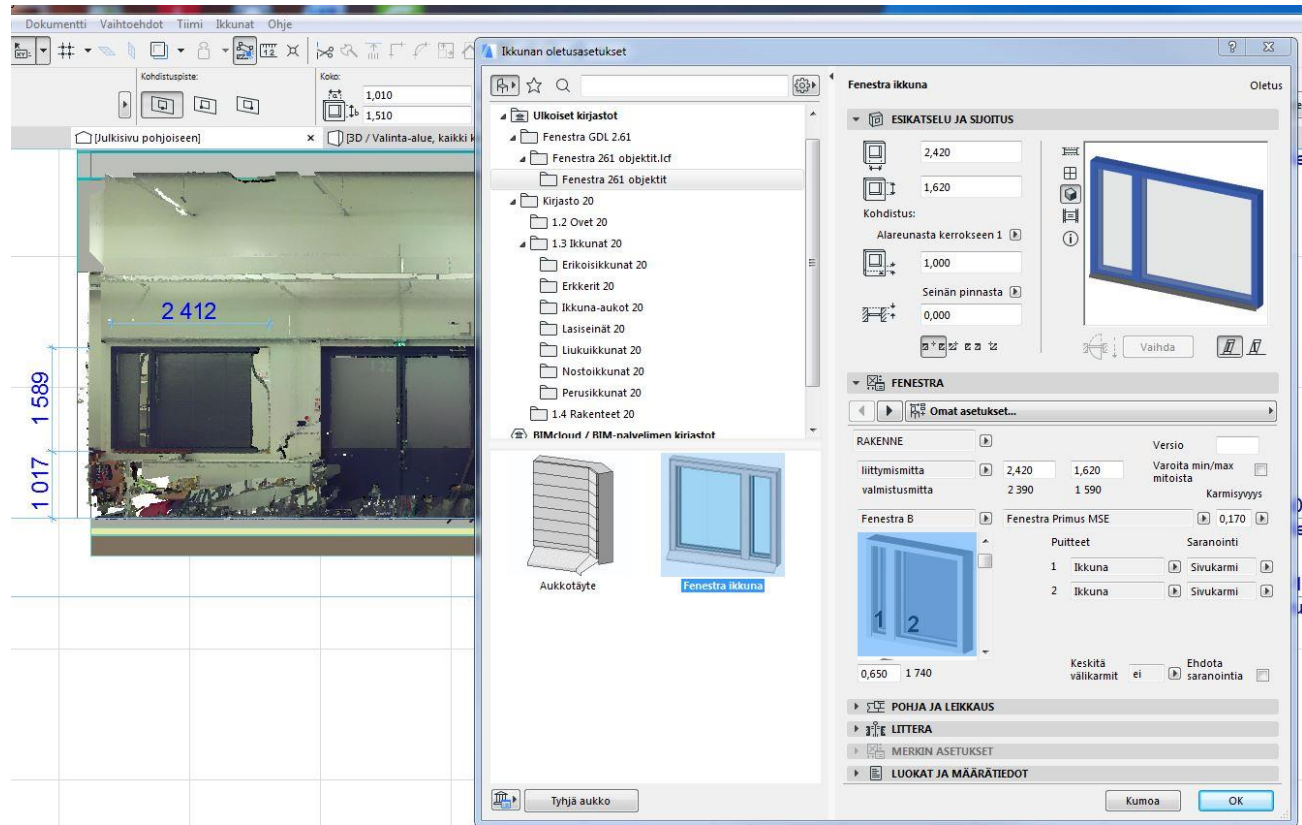 Dokumentti Vaihtoehdot Tiimi Ikkunat Ohje
Kohdistuspiste:
Koko:
1,010
1,510
[Julkisivu pohjoiseen]
[3D / Valinta-alue, kaikki k
2 412
1 589
1 017
Ikkunan oletusasetukset
Ulkoiset kirjastot
Fenestra GDL 2.61
Fenestra 261 objektit.lcf
Fenestra 261 objektit
Kirjasto 20
1.2 Ovet 20
1.3 Ikkunat 20
Erikoisikkunat 20
Erkkerit 20
Ikkuna-aukot 20
Lasiseinät 20
Liukuikkunat 20
Nostoikkunat 20
Perusikkunat 20
1.4 Rakenteet 20
BIMcloud / BIM-palvelimen kirjastot
Aukkotäyte
Fenestra ikkuna
Tyhjä aukko
Fenestra ikkuna Oletus
ESIKATSELU JA SIJOITUS
2,420
1,620
Kohdistus:
Alareunasta kerrokseen 1
1,000
Seinän pinnasta
0,000
Vaihda
FENESTRA
Omat asetukset...
RAKENNE
Versio
liittymismitta 2,420 1,620
Varoita min/max mitoista
valmistusmitta 2 390 1 590
Karmisyvyys
Fenestra B Fenestra Primus MSE 0,170
Puitteet Saranointi
1 Ikkuna Sivukarmi
2 Ikkuna Sivukarmi
1 2
0,650 1 740
Keskitä välikarmit ei
Ehdota saranointia
POHJA JA LEIKKAUS
LITTERA
MERKIN ASETUKSET
LUOKAT JA MÄÄRÄTIEDOT
Kumoa OK